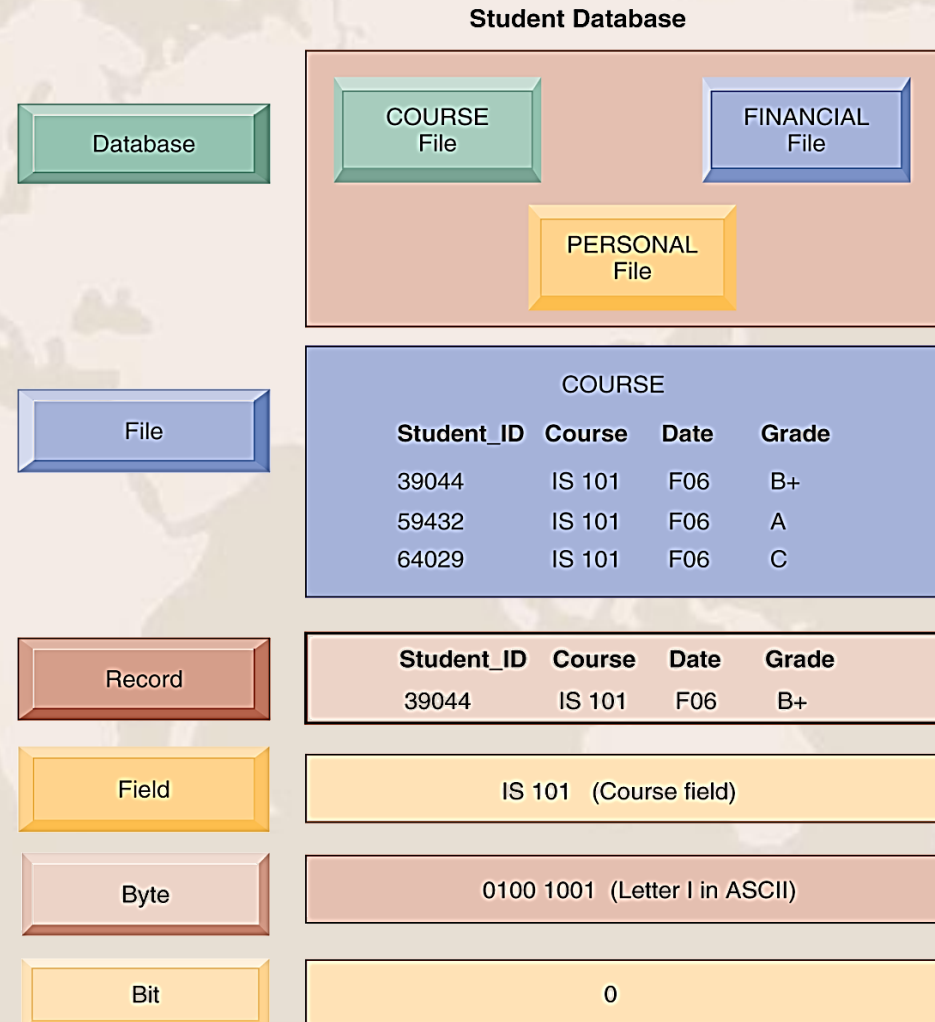 Student Database
Database
COURSE
File
FINANCIAL
File
PERSONAL
File
File
COURSE
Student_ID Course Date Grade
39044 IS 101 F06 B+
59432 IS 101 F06 A
64029 IS 101 F06 C
Record
Student_ID Course Date Grade
39044 IS 101 F06 B+
Field
IS 101 (Course field)
Byte
0100 1001 (Letter I in ASCII)
Bit
0